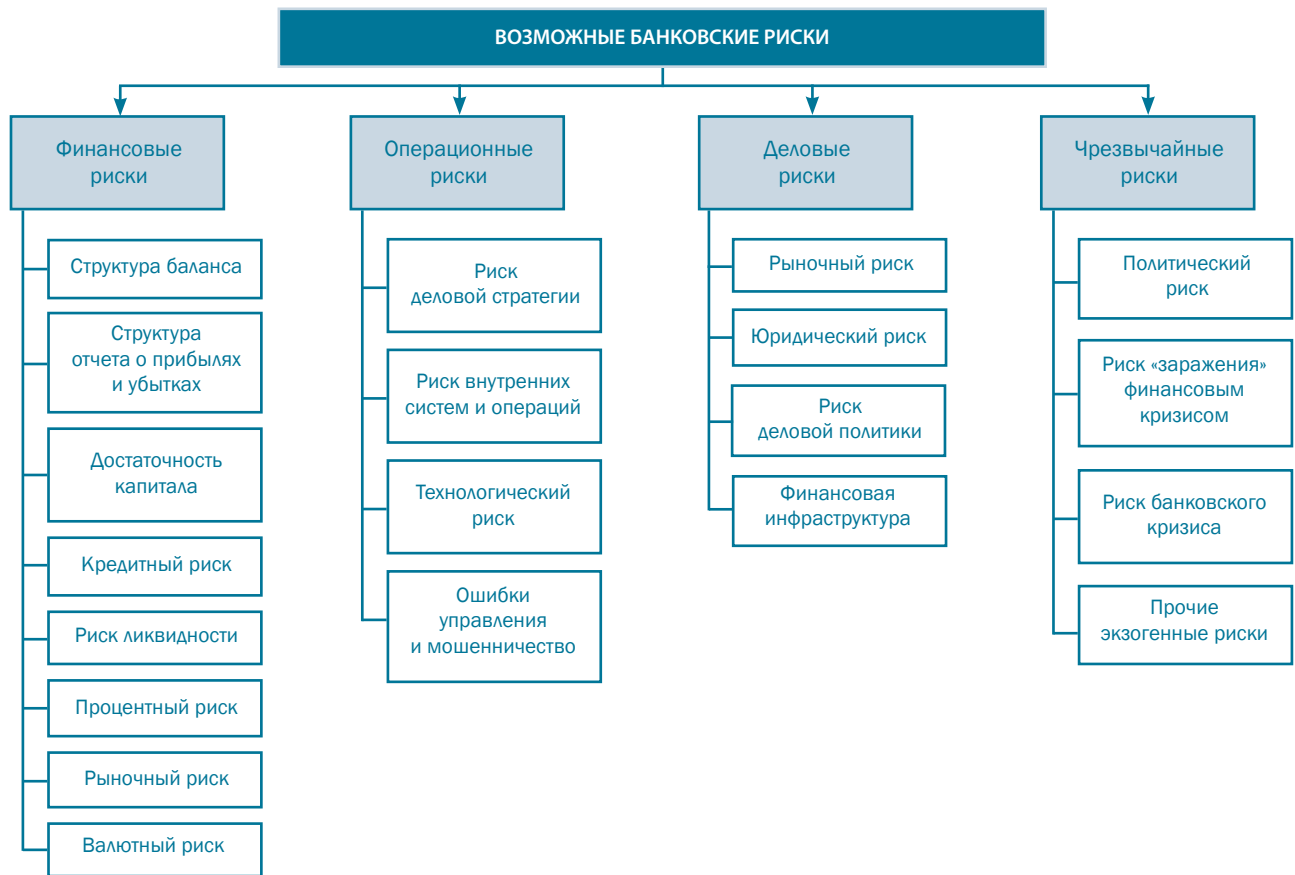 ВОЗМОЖНЫЕ БАНКОВСКИЕ РИСКИ
Финансовые
риски
Структура баланса
Структура
отчета о прибылях
и убытках
Достаточность
капитала
Кредитный риск
Риск ликвидности
Процентный риск
Рыночный риск
Валютный риск
Операционные
риски
Риск
деловой стратегии
Риск внутренних
систем и операций
Технологический
риск
Ошибки
управления
и мошенничество
Деловые
риски
Рыночный риск
Юридический риск
Риск
деловой политики
Финансовая
инфраструктура
Чрезвычайные
риски
Политический
риск
Риск «заражения»
финансовым
кризисом
Риск банковского
кризиса
Прочие
экзогенные риски